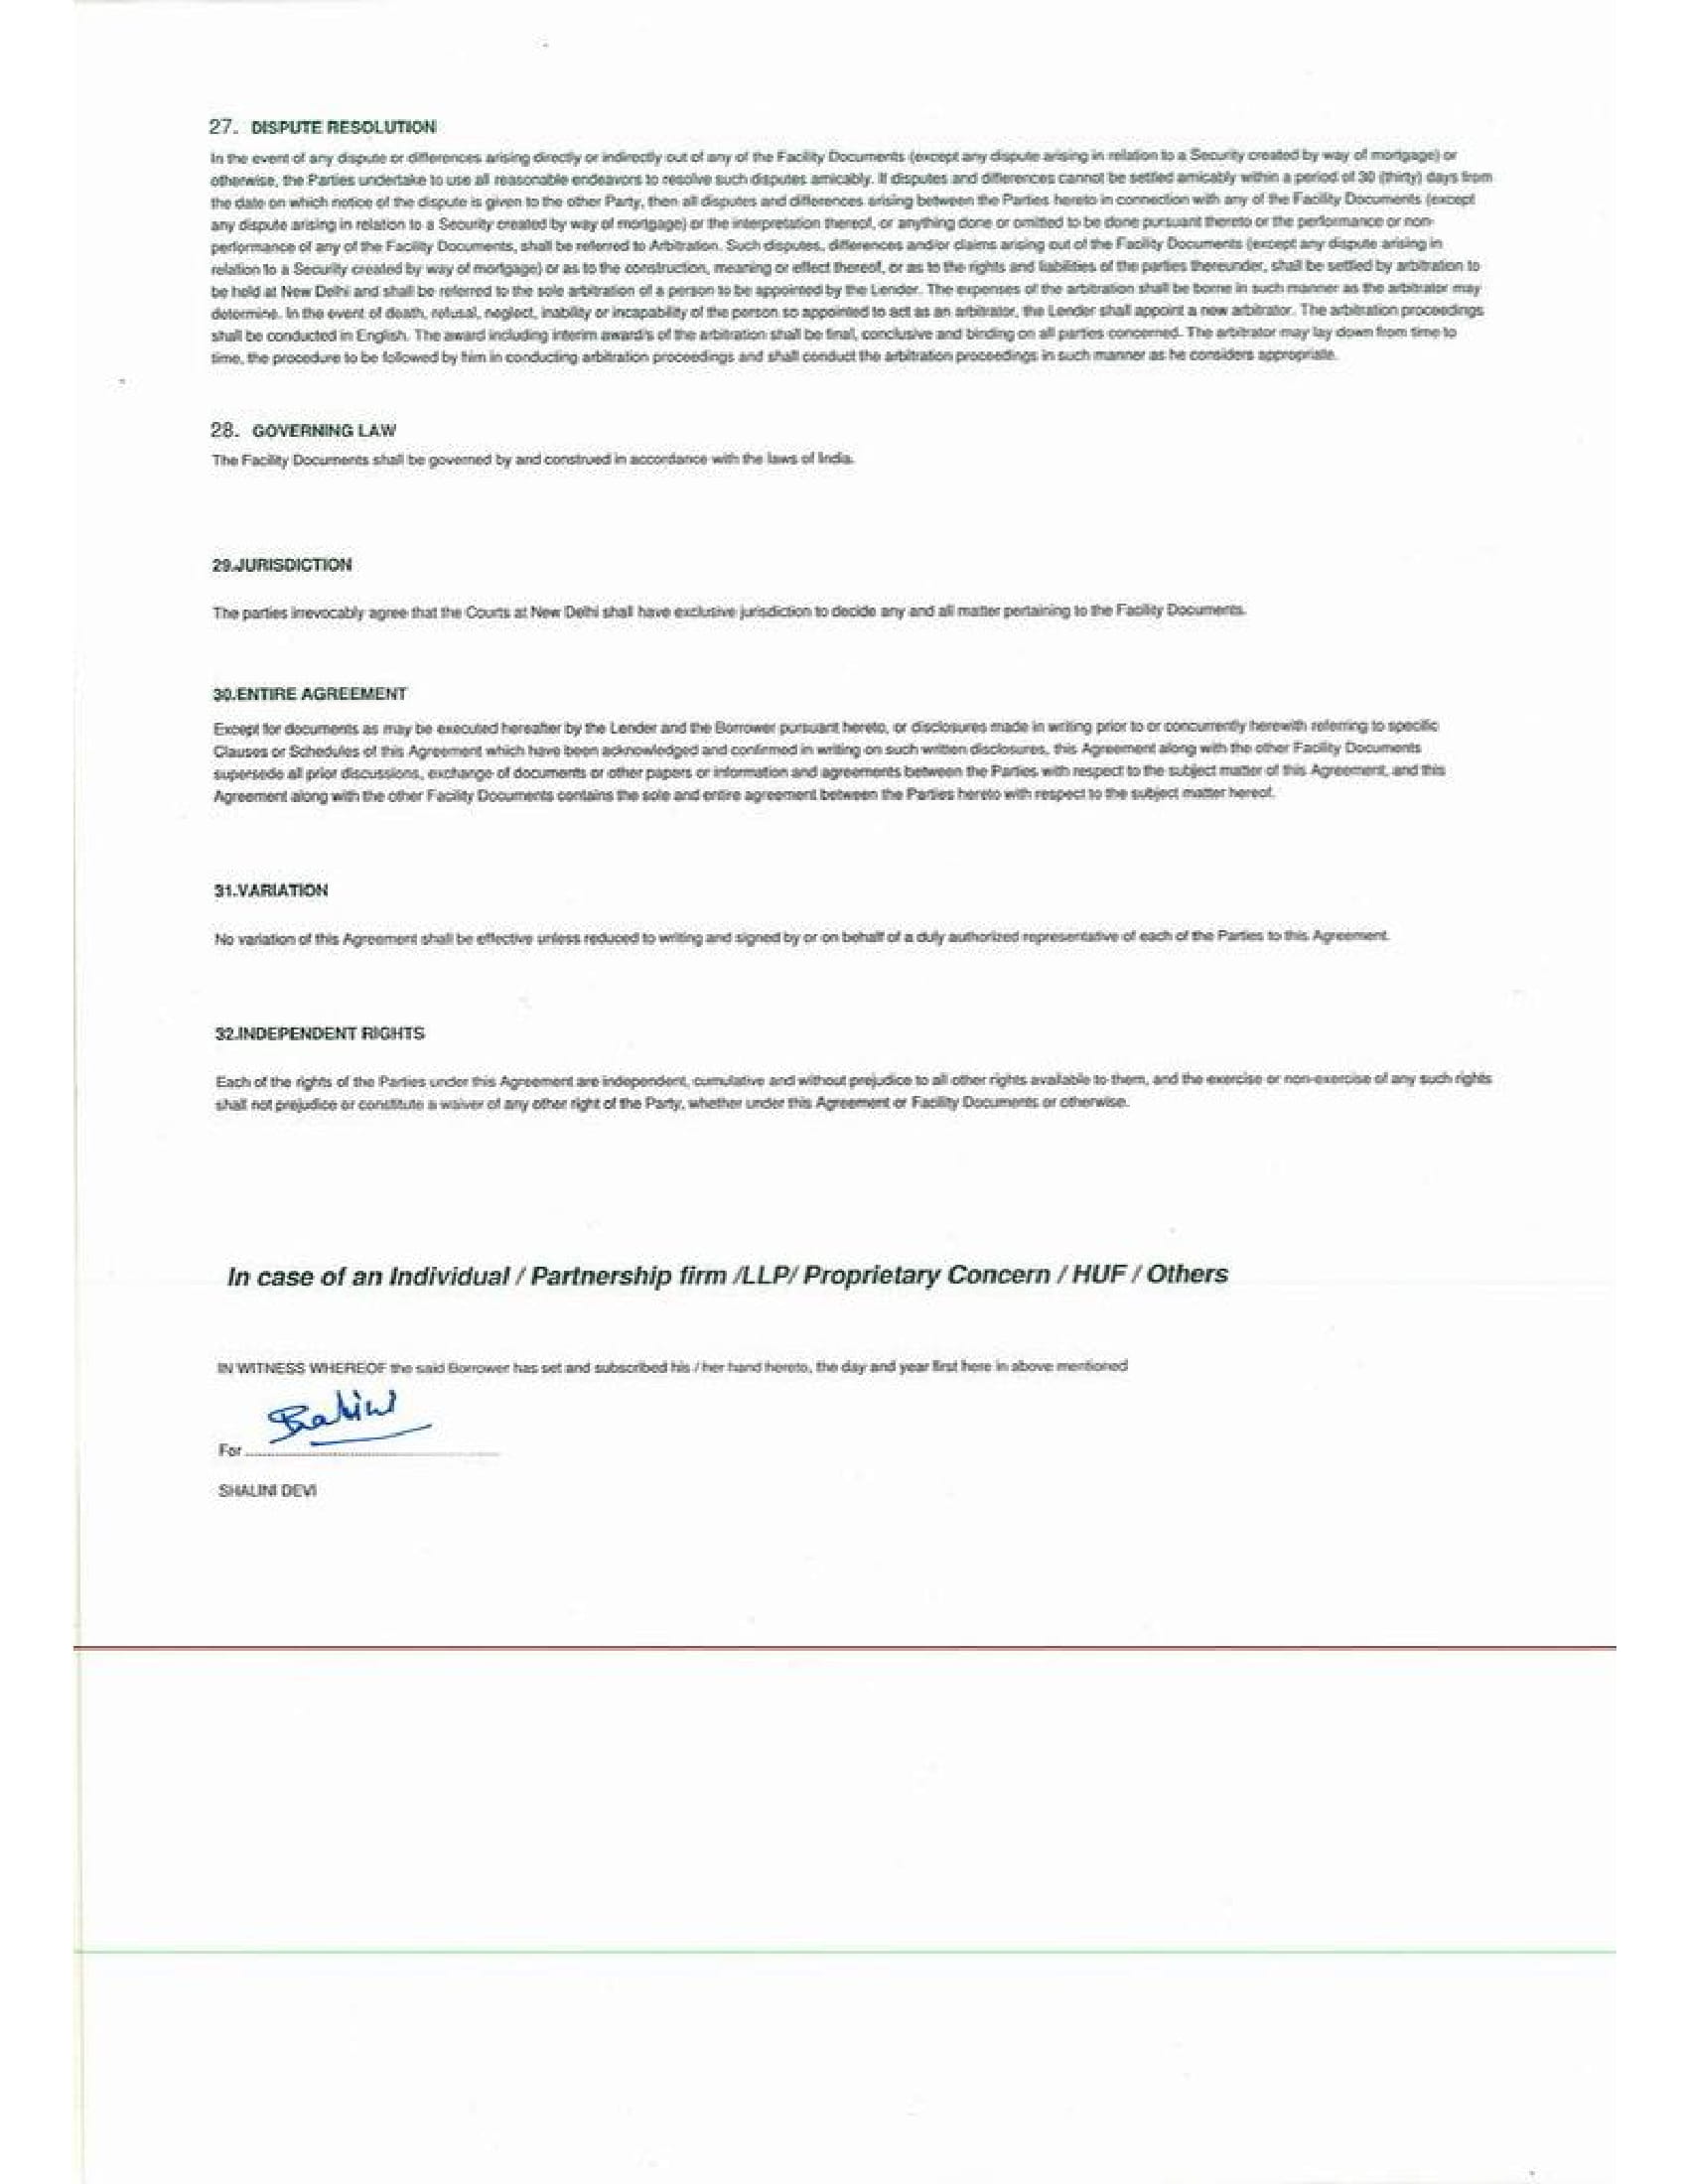 27. DISPUTE RESOLUTION
In the event of any dispute or differences arising directly or indirectly out of any of the Facility Documents (except any dispute arising in relation to a Security created by way of mortgage) or
otherwise, the Parties undertake to use all reasonable endeavors to resolve such disputes amicably. If disputes and differences cannot be settled amicably within a period of 30 (thirty) days from
the date on which notice of the dispute is given to the other Party, then all disputes and differences arising between the Parties hereto in connection with any of the Facility Documents (except
any dispute arising in relation to a Security created by way of mortgage) or the interpretation thereof, or anything done or omitted to be done pursuant thereto or the performance or non-
performance of any of the Facility Documents, shall be referred to Arbitration. Such disputes, differences and/or claims arising out of the Facility Documents (except any dispute arising in
relation to a Security created by way of mortgage) or as to the construction, meaning or effect thereof, or as to the rights and liabilities of the parties thereunder, shall be settled by arbitration to
be held at New Delhi and shall be referred to the sole arbitration of a person to be appointed by the Lender. The expenses of the arbitration shall be borne in such manner as the arbitrator may
determine. In the event of death, refusal, neglect, inability or incapability of the person so appointed to act as an arbitrator, the Lender shall appoint a new arbitrator. The arbitration proceedings
shall be conducted in English. The award including interim award/s of the arbitration shall be final, conclusive and binding on all parties concerned. The arbitrator may lay down from time to
time, the procedure to be followed by him in conducting arbitration proceedings and shall conduct the arbitration proceedings in such manner as he considers appropriate.
28. GOVERNING LAW
The Facility Documents shall be governed by and construed in accordance with the laws of India.
29.JURISDICTION
The parties irrevocably agree that the Courts at New Delhi shall have exclusive jurisdiction to decide any and all matter pertaining to the Facility Documents.
30.ENTIRE AGREEMENT
Except for documents as may be executed hereafter by the Lender and the Borrower pursuant hereto, or disclosures made in writing prior to or concurrently herewith referring to specific
Clauses or Schedules of this Agreement which have been acknowledged and confirmed in writing on such written disclosures, this Agreement along with the other Facility Documents
supersede all prior discussions, exchange of documents or other papers or information and agreements between the Parties with respect to the subject matter of this Agreement, and this
Agreement along with the other Facility Documents contains the sole and entire agreement between the Parties hereto with respect to the subject matter hereof.
31.VARIATION
No variation of this Agreement shall be effective unless reduced to writing and signed by or on behalf of a duly authorized representative of each of the Parties to this Agreement.
32.INDEPENDENT RIGHTS
Each of the rights of the Parties under this Agreement are independent, cumulative and without prejudice to all other rights available to them, and the exercise or non-exercise of any such rights
shall not prejudice or constitute a waiver of any other right of the Party, whether under this Agreement or Facility Documents or otherwise.
In case of an Individual / Partnership firm /LLP/ Proprietary Concern / HUF / Others
IN WITNESS WHEREOF the said Borrower has set and subscribed his / her hand hereto, the day and year first here in above mentioned
Shalini
For
SHALINI DEVI